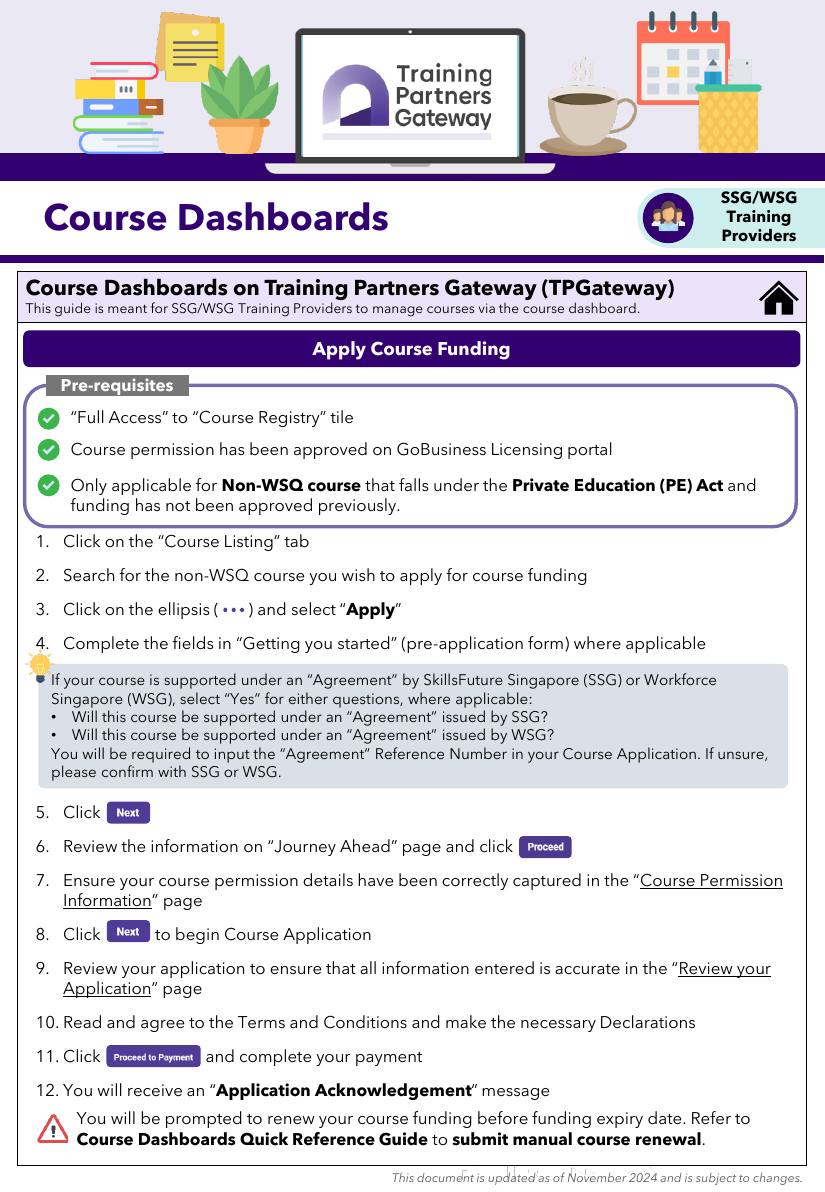 Training
Partners
Gateway
Course Dashboards
SSG/WSG
Training
Providers
Course Dashboards on Training Partners Gateway (TPGateway)
This guide is meant for SSG/WSG Training Providers to manage courses via the course dashboard.
Apply Course Funding
Pre-requisites
“Full Access” to “Course Registry” tile
Course permission has been approved on GoBusiness Licensing portal
Only applicable for Non-WSQ course that falls under the Private Education (PE) Act and
funding has not been approved previously.
1. Click on the “Course Listing” tab
2. Search for the non-WSQ course you wish to apply for course funding
3. Click on the ellipsis ( ••• ) and select “Apply”
4. Complete the fields in “Getting you started” (pre-application form) where applicable
If your course is supported under an “Agreement” by SkillsFuture Singapore (SSG) or Workforce
Singapore (WSG), select “Yes” for either questions, where applicable:
• Will this course be supported under an “Agreement” issued by SSG?
• Will this course be supported under an “Agreement” issued by WSG?
You will be required to input the “Agreement” Reference Number in your Course Application. If unsure,
please confirm with SSG or WSG.
5. Click Next
6. Review the information on “Journey Ahead” page and click Proceed
7. Ensure your course permission details have been correctly captured in the “Course Permission
Information” page
8. Click Next to begin Course Application
9. Review your application to ensure that all information entered is accurate in the “Review your
Application” page
10. Read and agree to the Terms and Conditions and make the necessary Declarations
11. Click Proceed to Payment and complete your payment
12. You will receive an “Application Acknowledgement” message
You will be prompted to renew your course funding before funding expiry date. Refer to
Course Dashboards Quick Reference Guide to submit manual course renewal.
This document is updated as of November 2024 and is subject to changes.